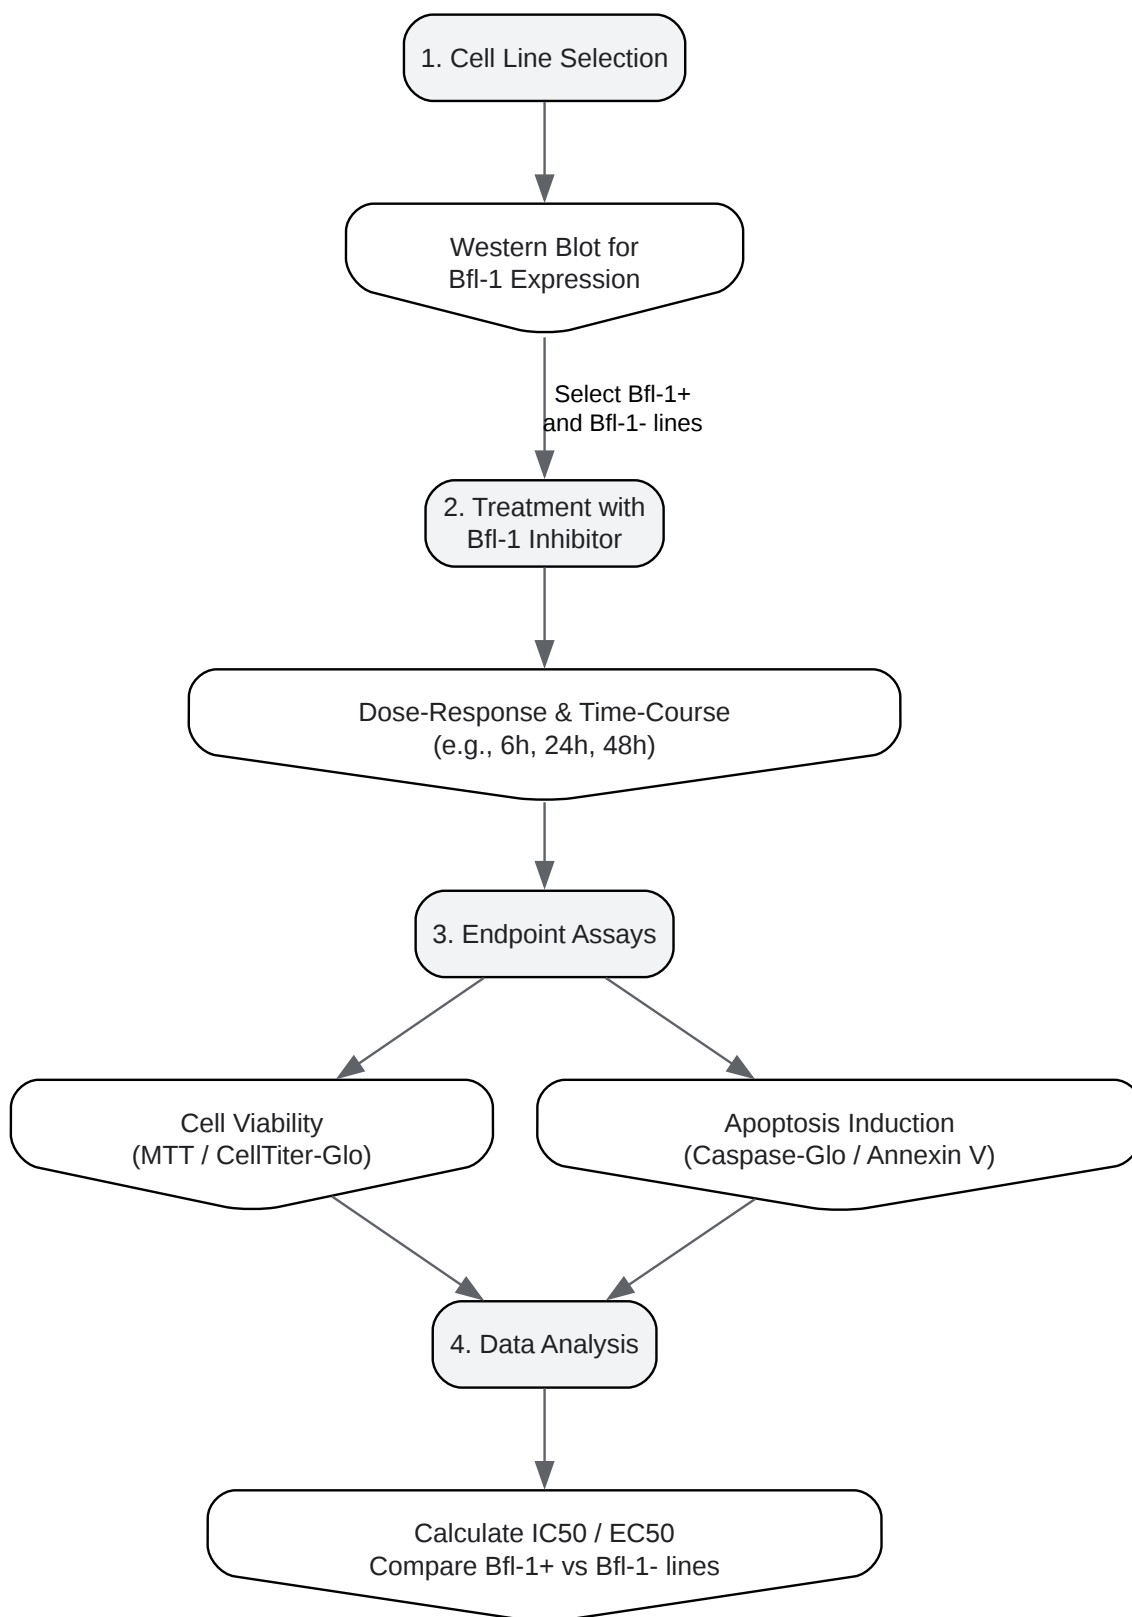 1. Cell Line Selection
Western Blot for
Bfl-1 Expression
Select Bfl-1+
and Bfl-1- lines
2. Treatment with
Bfl-1 Inhibitor
Dose-Response & Time-Course
(e.g., 6h, 24h, 48h)
3. Endpoint Assays
Cell Viability
(MTT / CellTiter-Glo)
Apoptosis Induction
(Caspase-Glo / Annexin V)
4. Data Analysis
Calculate IC50 / EC50
Compare Bfl-1+ vs Bfl-1- lines